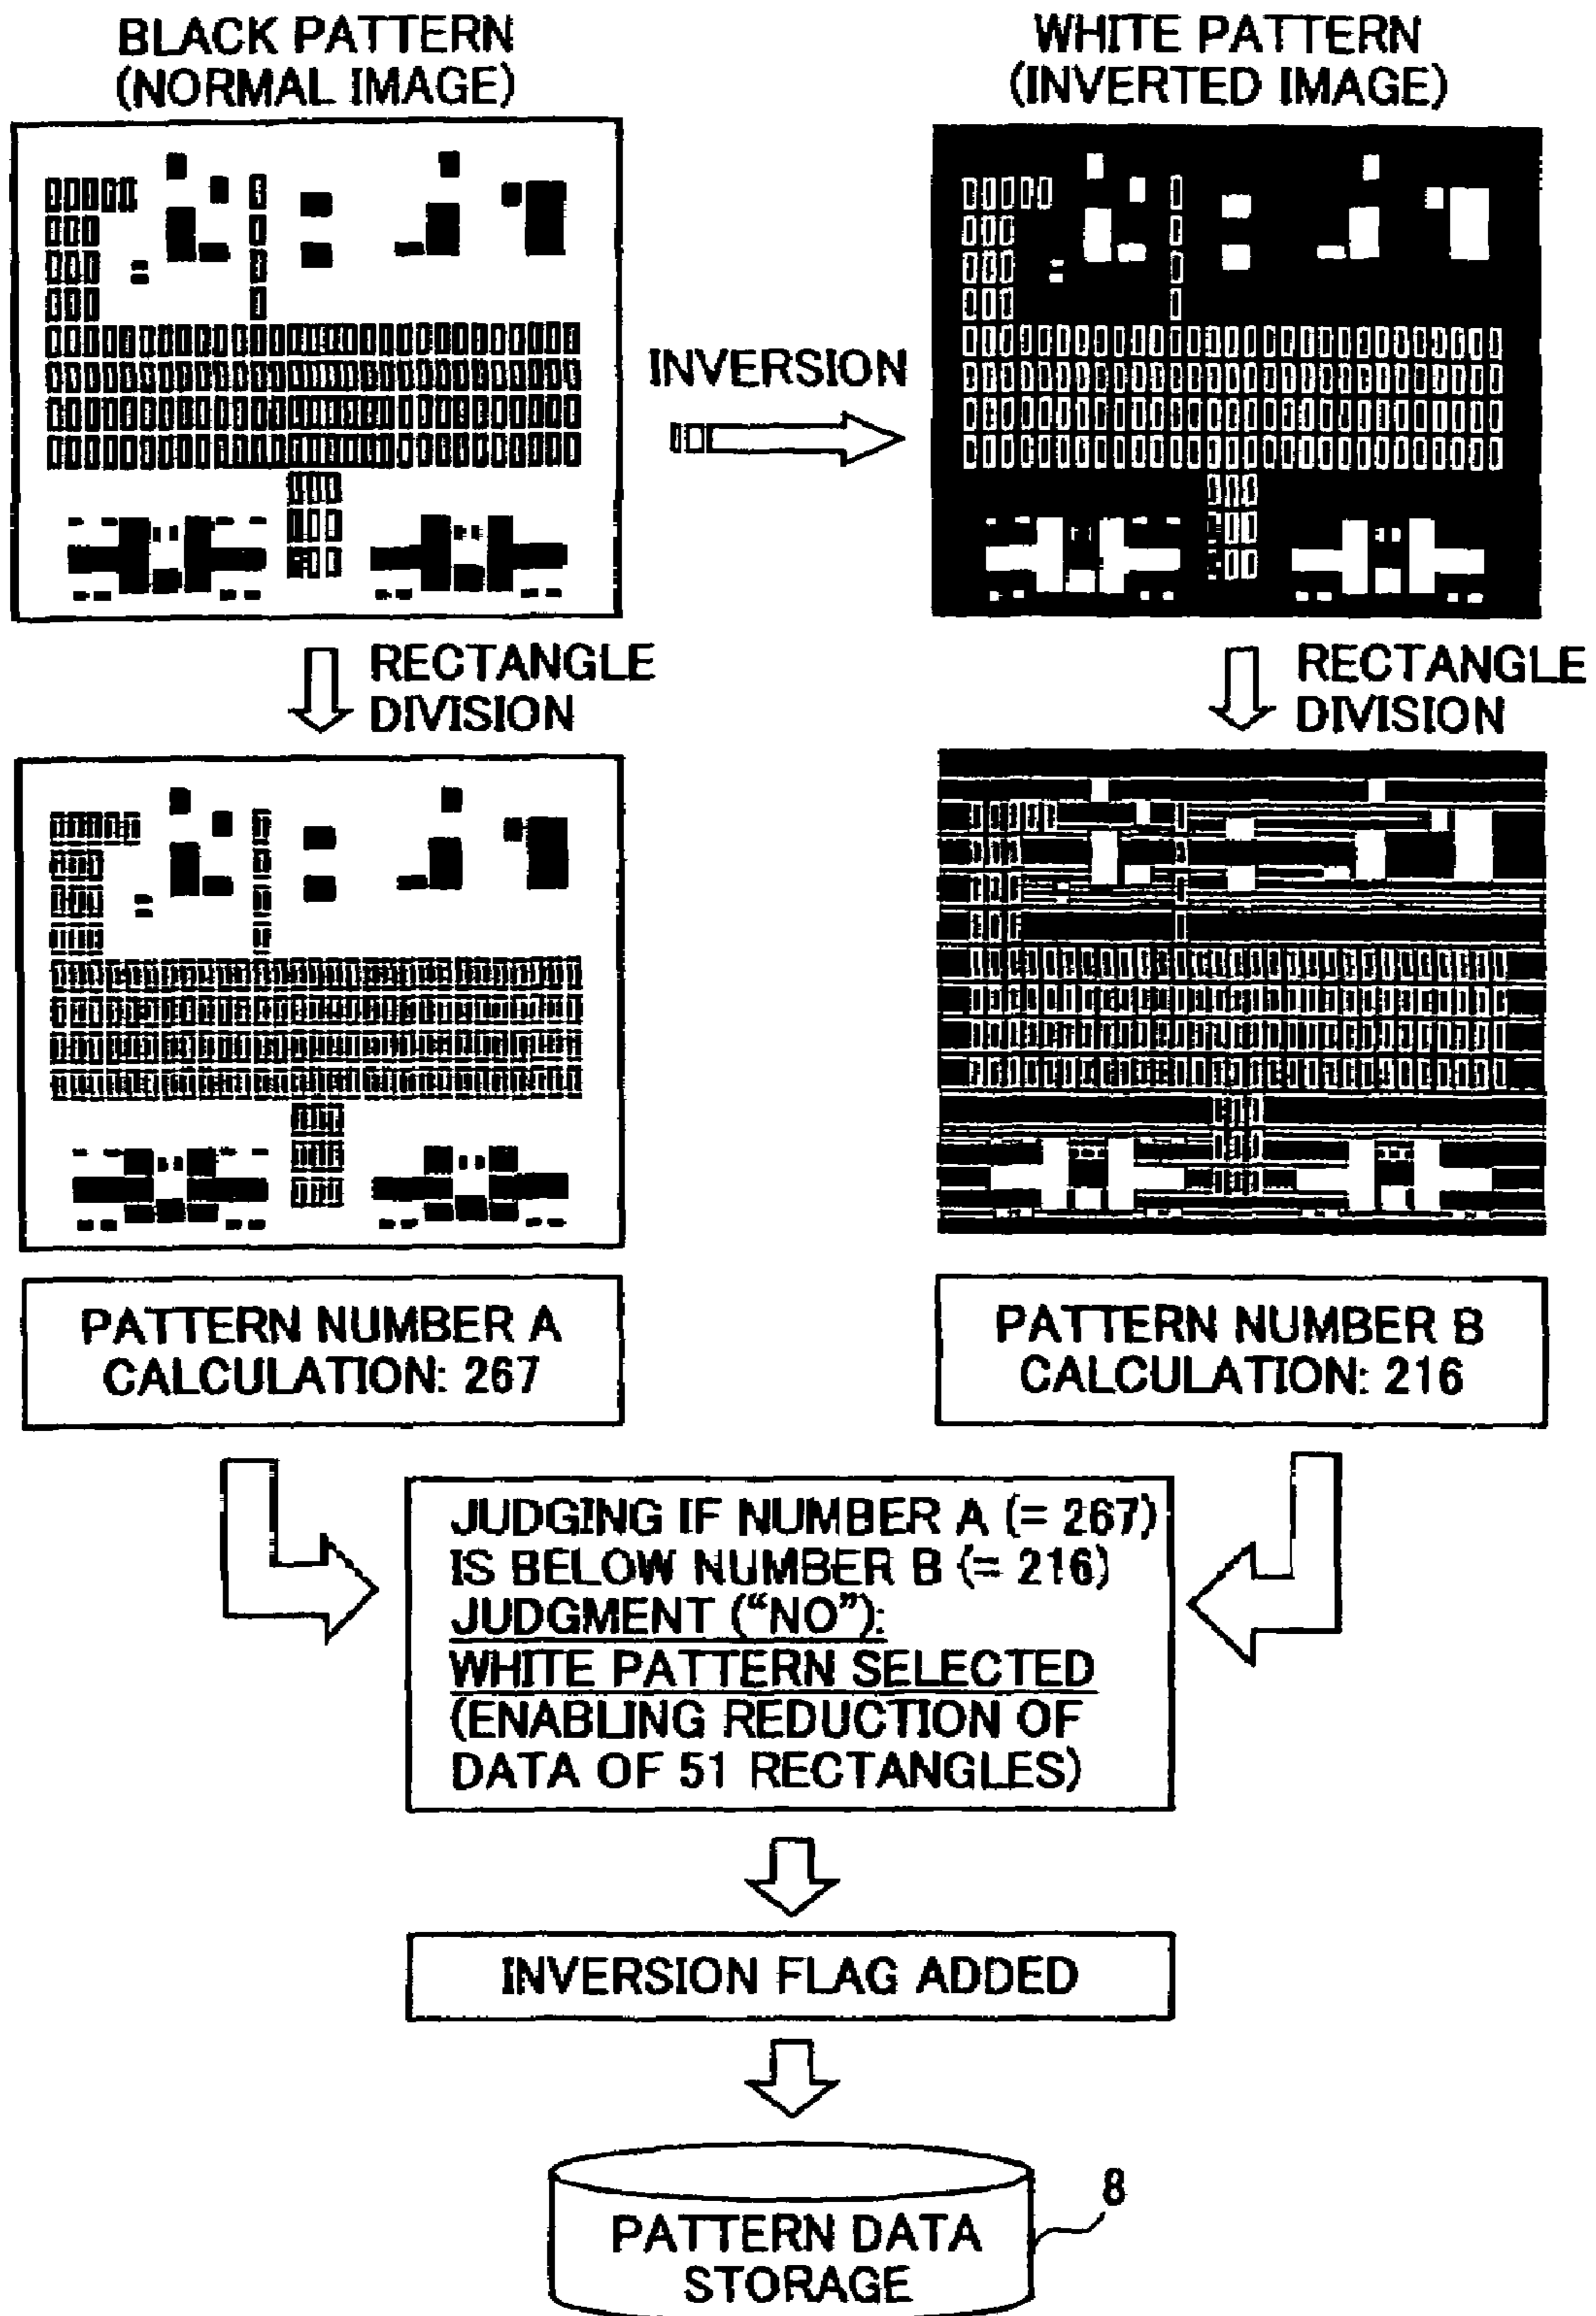 BLACK PATTERN
(NORMAL IMAGE)
WHITE PATTERN
(INVERTED IMAGE)
INVERSION
RECTANGLE
DIVISION
RECTANGLE
DIVISION
PATTERN NUMBER A
CALCULATION: 267
PATTERN NUMBER B
CALCULATION: 216
JUDGING IF NUMBER A (= 267)
IS BELOW NUMBER B (= 216)
JUDGMENT (“NO”):
WHITE PATTERN SELECTED
(ENABLING REDUCTION OF
DATA OF 51 RECTANGLES)
INVERSION FLAG ADDED
8
PATTERN DATA
STORAGE